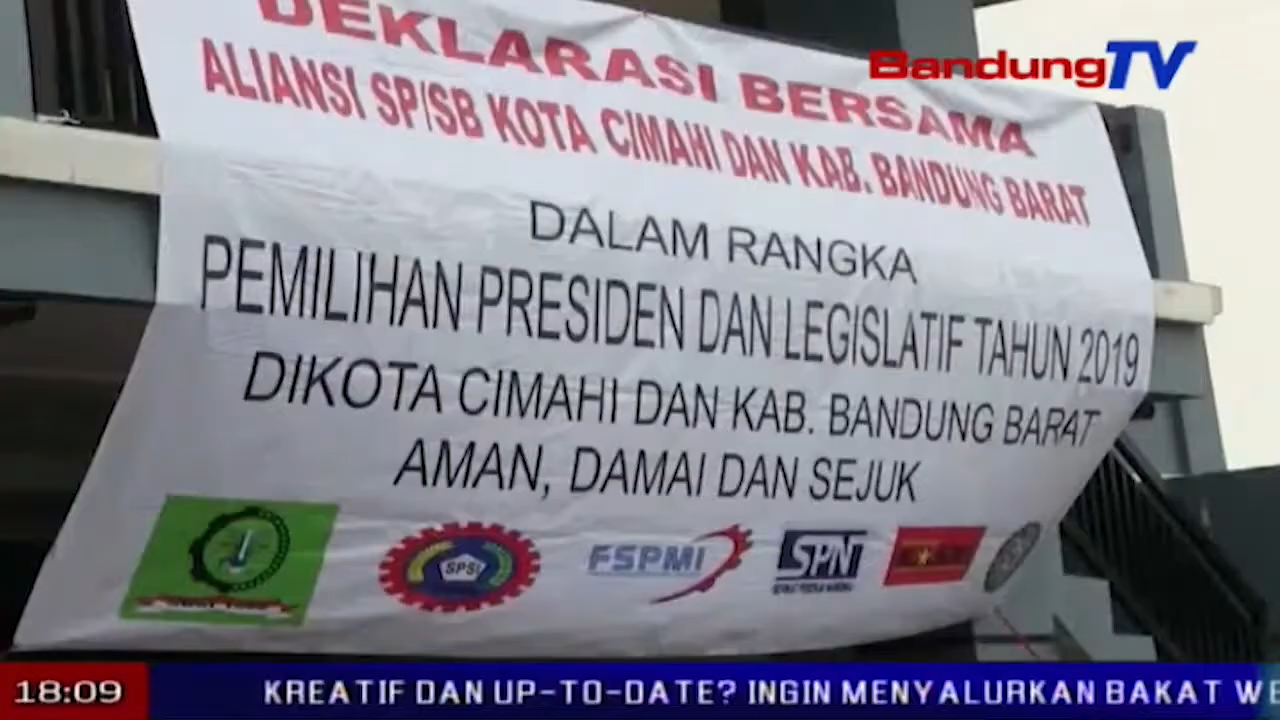 DEKLARASI BERSAMA
BandungTV
ALIANSI SP/SB KOTA CIMAHI DAN KAB. BANDUNG BARAT
DALAM RANGKA
PEMILIHAN PRESIDEN DAN LEGISLATIF TAHUN 2019
DIKOTA CIMAHI DAN KAB. BANDUNG BARAT
AMAN, DAMAI DAN SEJUK
SPSI
FSPMI
SPN
18:09 KREATIF DAN UP-TO-DATE? INGIN MENYALURKAN BAKAT WE